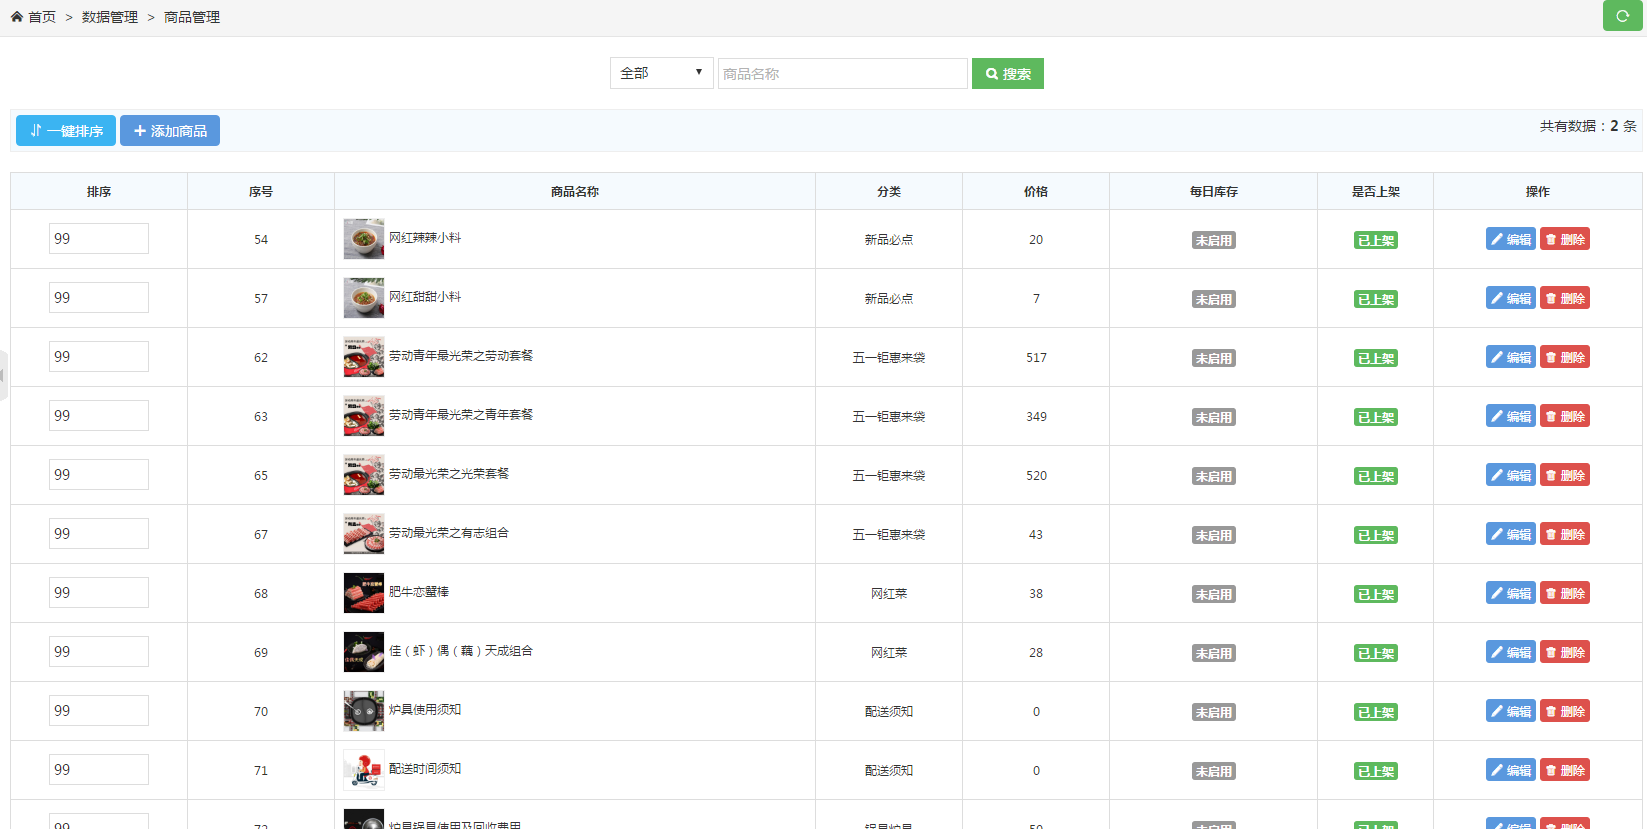 首页 > 数据管理 > 商品管理
全部 商品名称 搜索
一键排序 添加商品 共有数据：2 条
排序 序号 商品名称 分类 价格 每日库存 是否上架 操作
99 54 网红辣辣小料 新品必点 20 未启用 已上架 编辑 删除
99 57 网红甜甜小料 新品必点 7 未启用 已上架 编辑 删除
99 62 劳动青年最光荣之劳动套餐 五一钜惠来袋 517 未启用 已上架 编辑 删除
99 63 劳动青年最光荣之青年套餐 五一钜惠来袋 349 未启用 已上架 编辑 删除
99 65 劳动最光荣之光荣套餐 五一钜惠来袋 520 未启用 已上架 编辑 删除
99 67 劳动最光荣之有志组合 五一钜惠来袋 43 未启用 已上架 编辑 删除
99 68 肥牛恋蟹棒 网红菜 38 未启用 已上架 编辑 删除
99 69 佳（虾）偶（藕）天成组合 网红菜 28 未启用 已上架 编辑 删除
99 70 炉具使用须知 配送须知 0 未启用 已上架 编辑 删除
99 71 配送时间须知 配送须知 0 未启用 已上架 编辑 删除
99 72 炉具锅具使用及回收费用 锅具炉具 50 未启用 已上架 编辑 删除